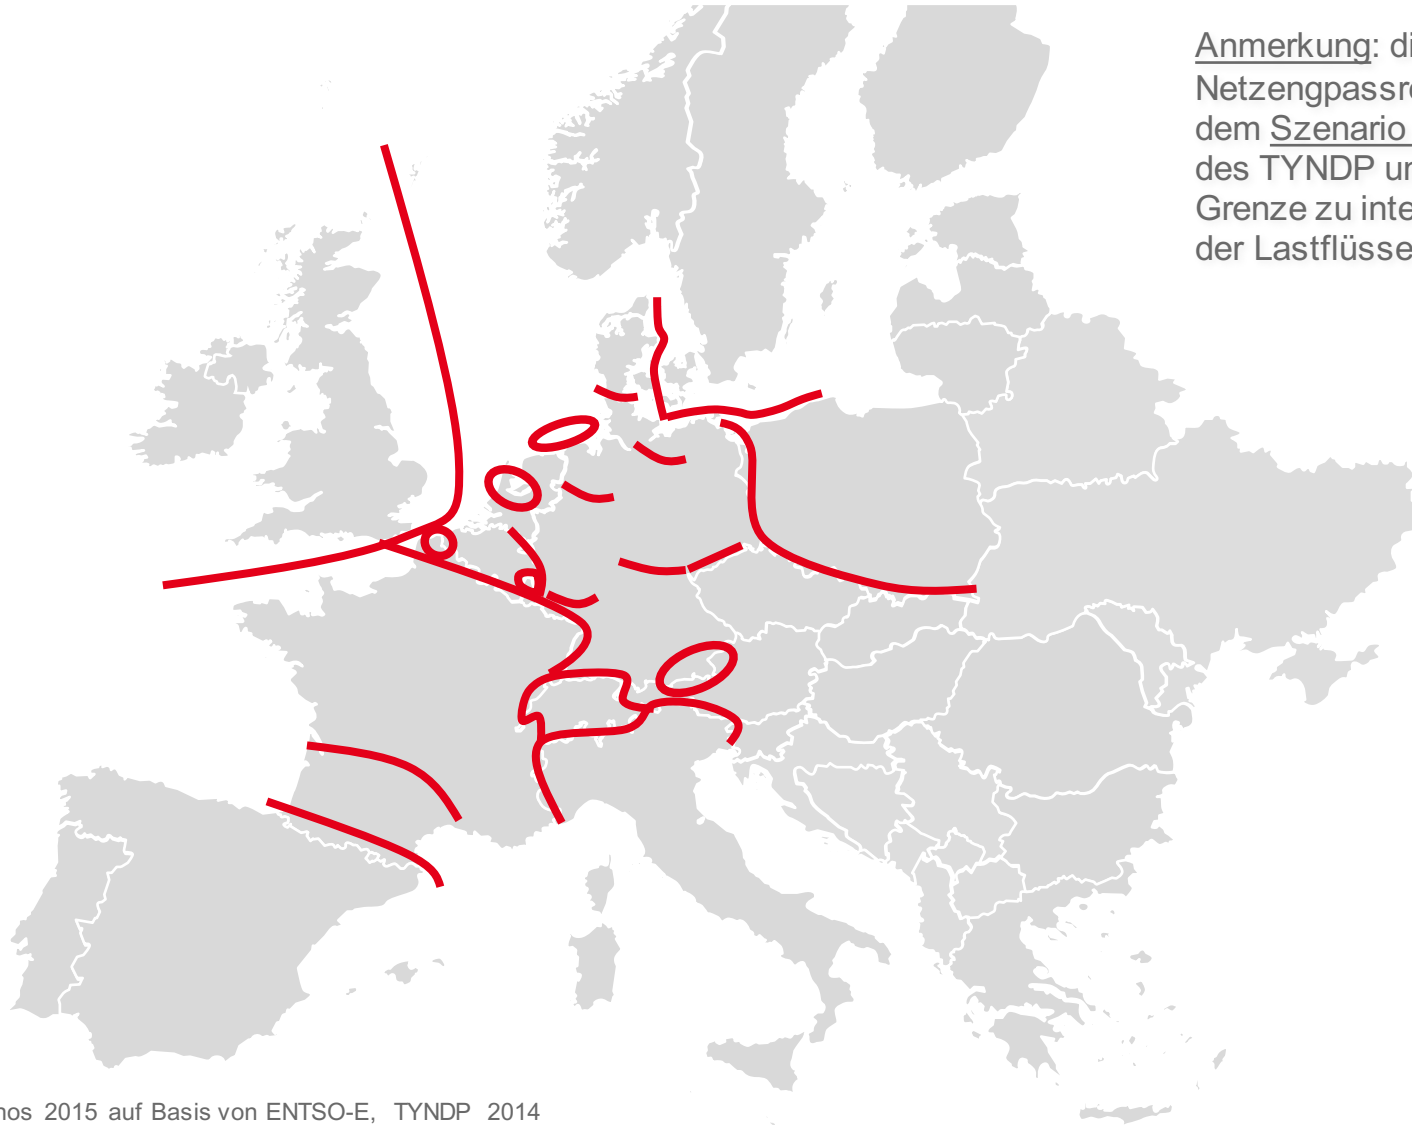 Anmerkung: di
Netzengpassre
dem Szenario
des TYNDP un
Grenze zu inte
der Lastflüsse
nos 2015 auf Basis von ENTSO-E, TYNDP 2014